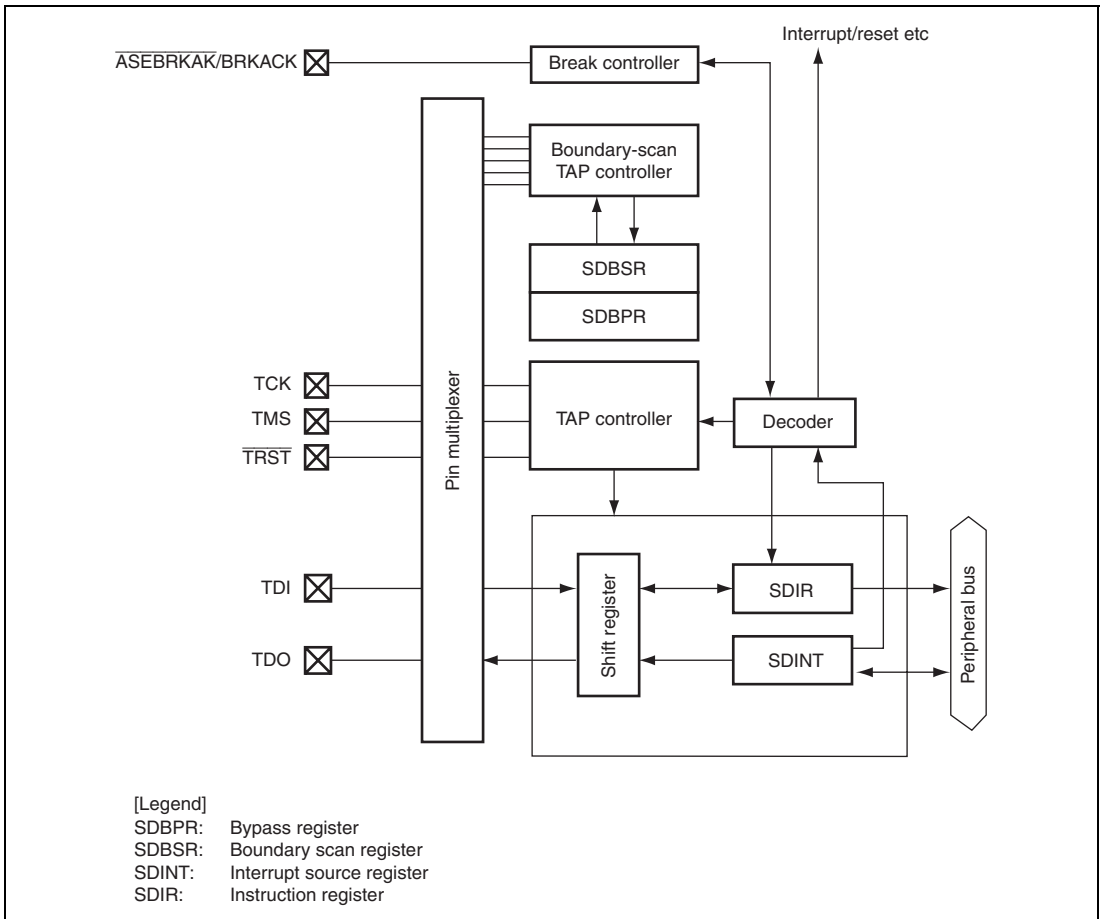 Interrupt/reset etc
ASEBRKAK/BRKACK
Break controller
Boundary-scan
TAP controller
SDBSR
SDBPR
TCK
TMS
TRST
Pin multiplexer
TAP controller
Decoder
TDI
TDO
Shift register
SDIR
SDINT
Peripheral bus
[Legend]
SDBPR: Bypass register
SDBSR: Boundary scan register
SDINT: Interrupt source register
SDIR: Instruction register